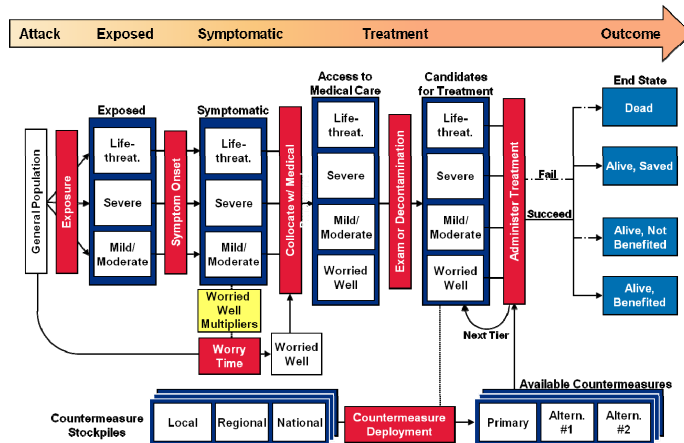 Attack Exposed Symptomatic Treatment Outcome
Access to
Medical Care
Candidates
for Treatment
End State
Exposed
Symptomatic
General Population
Exposure
Life-
threat.
Severe
Mild/
Moderate
Symptom Onset
Life-
threat.
Severe
Mild/
Moderate
Collocate w/ Medical
Life-
threat.
Severe
Mild/
Moderate
Worried
Well
Exam or Decontamination
Life-
threat.
Severe
Mild/
Moderate
Worried
Well
Administer Treatment
Fail
Succeed
Dead
Alive, Saved
Alive, Not
Benefited
Alive,
Benefited
Worried
Well
Multipliers
Worry
Time
Worried
Well
Next Tier
Available Countermeasures
Countermeasure
Stockpiles
Local
Regional
National
Countermeasure
Deployment
Primary
Altern.
#1
Altern.
#2